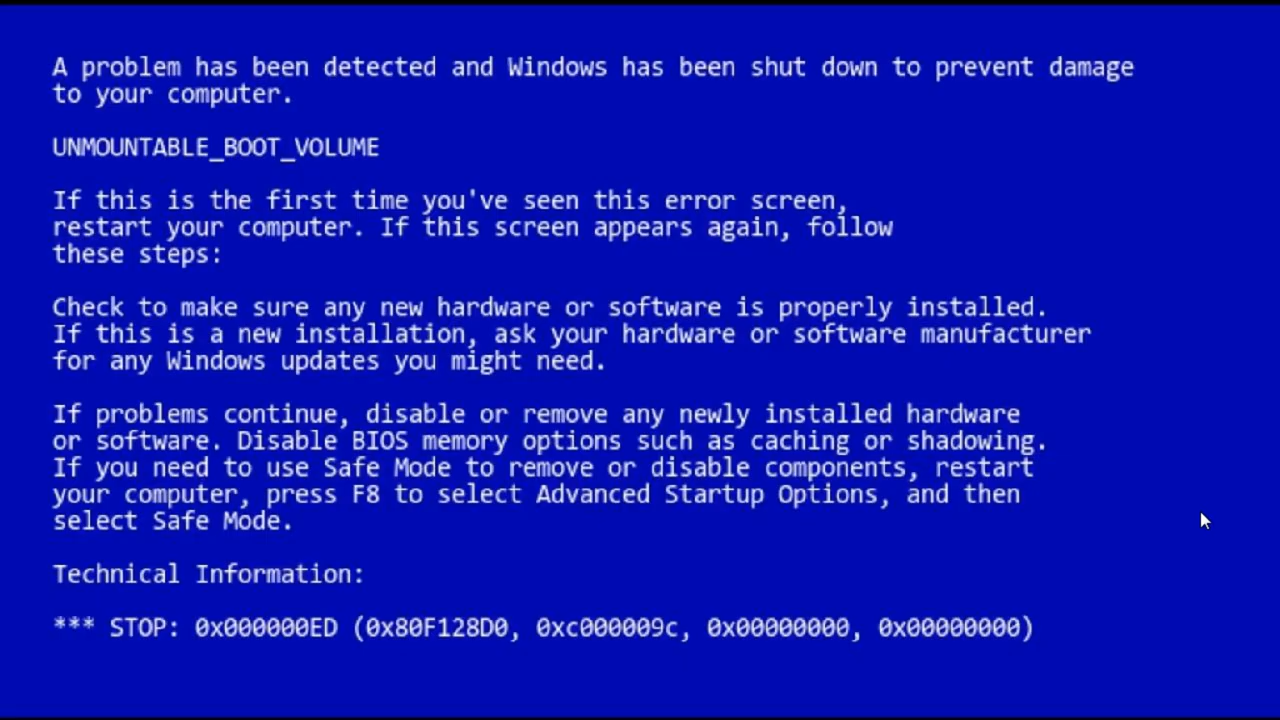 A problem has been detected and Windows has been shut down to prevent damage
to your computer.
UNMOUNTABLE_BOOT_VOLUME
If this is the first time you've seen this error screen,
restart your computer. If this screen appears again, follow
these steps:
Check to make sure any new hardware or software is properly installed.
If this is a new installation, ask your hardware or software manufacturer
for any Windows updates you might need.
If problems continue, disable or remove any newly installed hardware
or software. Disable BIOS memory options such as caching or shadowing.
If you need to use Safe Mode to remove or disable components, restart
your computer, press F8 to select Advanced Startup Options, and then
select Safe Mode.
Technical Information:
*** STOP: 0x000000ED (0x80F128D0, 0xc000009c, 0x00000000, 0x00000000)